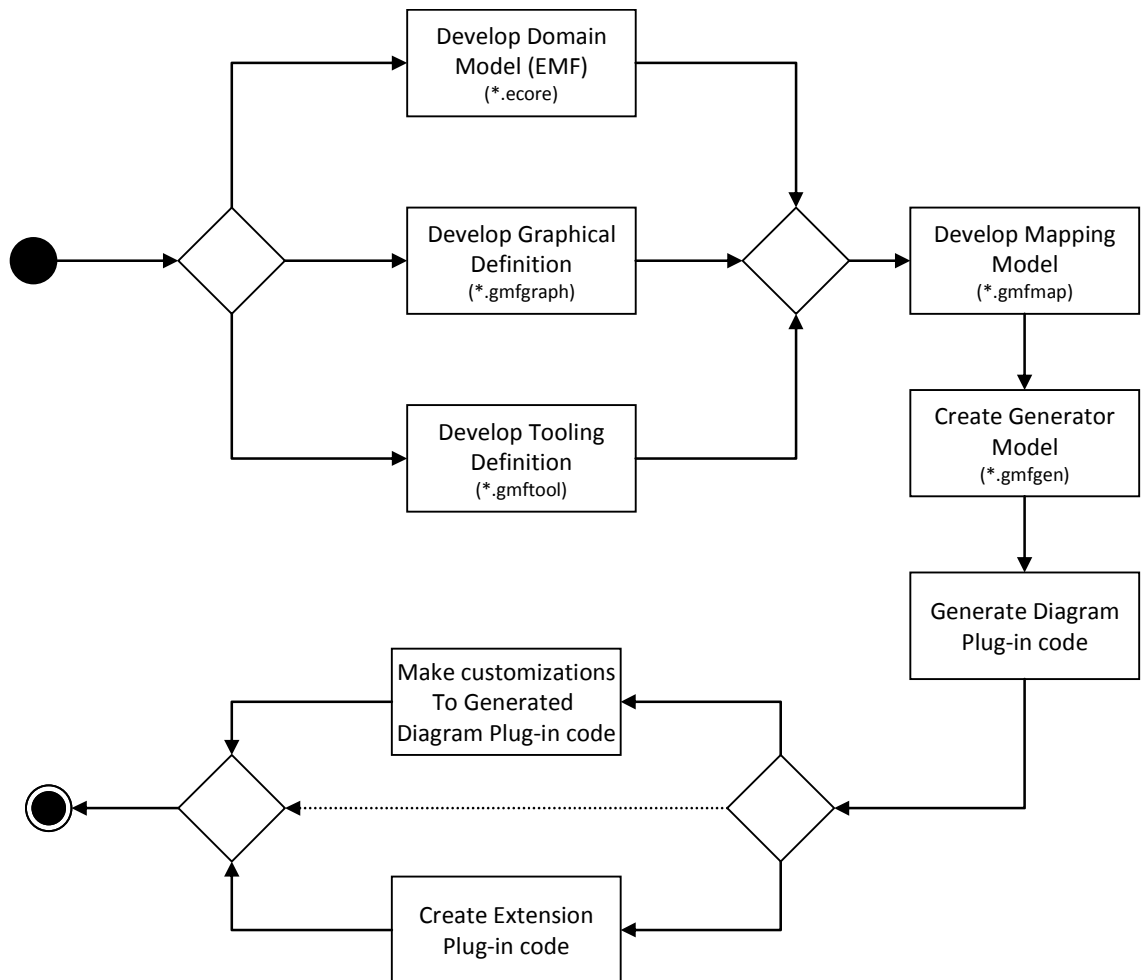 Develop Domain
Model (EMF)
(*.ecore)
Develop Graphical
Definition
(*.gmfgraph)
Develop Mapping
Model
(*.gmfmap)
Develop Tooling
Definition
(*.gmftool)
Create Generator
Model
(*.gmfgen)
Generate Diagram
Plug-in code
Make customizations
To Generated
Diagram Plug-in code
Create Extension
Plug-in code